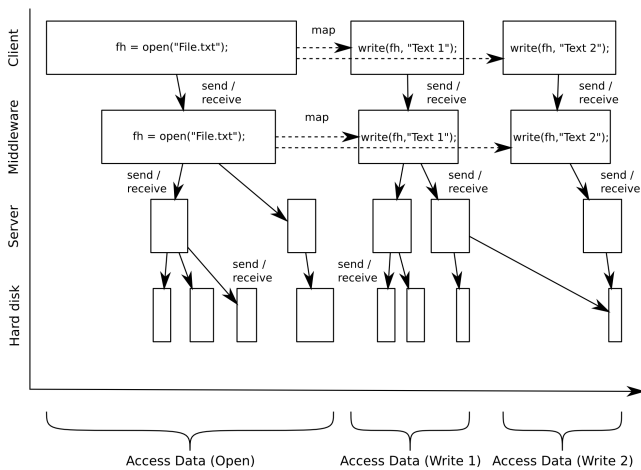 Client
fh = open("File.txt");
map
write(fh, "Text 1");
write(fh, "Text 2");
send /
receive
send /
receive
send /
receive
Middleware
fh = open("File.txt");
map
write(fh,"Text 1");
write(fh,"Text 2");
send /
receive
send /
receive
send /
receive
Server
send /
receive
send /
receive
Hard disk
Access Data (Open)
Access Data (Write 1)
Access Data (Write 2)